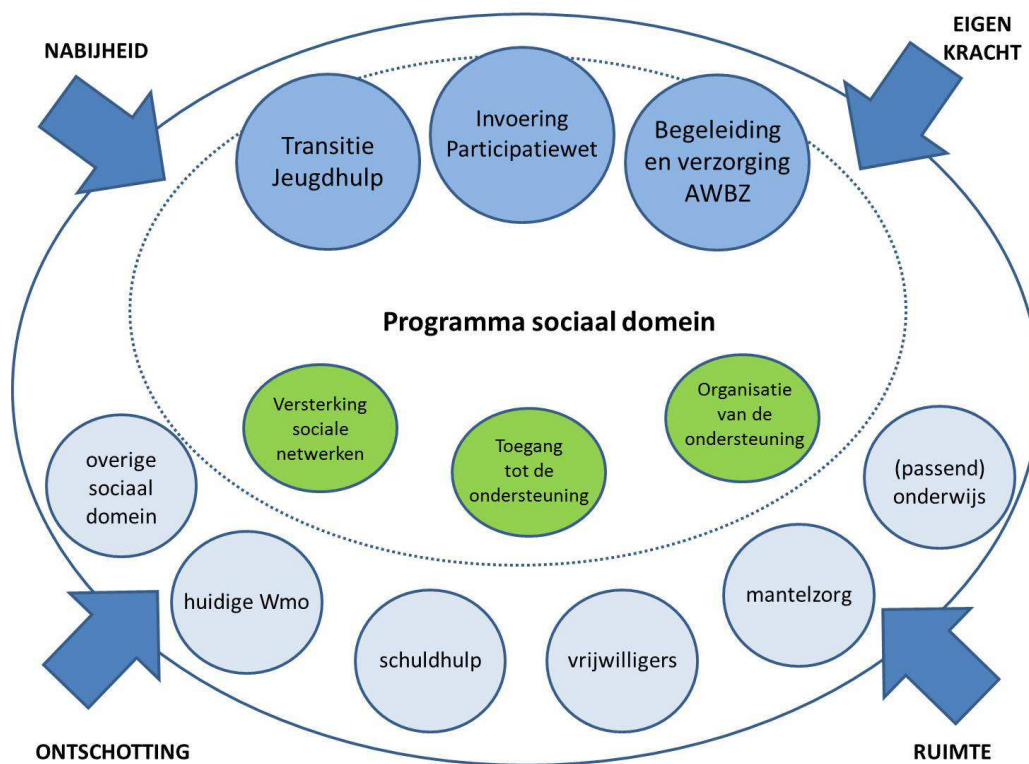 NABIJHEID
EIGEN
KRACHT
Transitie
Jeugdhulp
Invoering
Participatiewet
Begeleiding
en verzorging
AWBZ
Programma sociaal domein
Versterking
sociale
netwerken
Toegang
tot de
ondersteuning
Organisatie
van de
ondersteuning
overige
sociaal
domein
huidige Wmo
schuldhulp
vrijwilligers
mantelzorg
(passend)
onderwijs
ONTSCHOTTING
RUIMTE